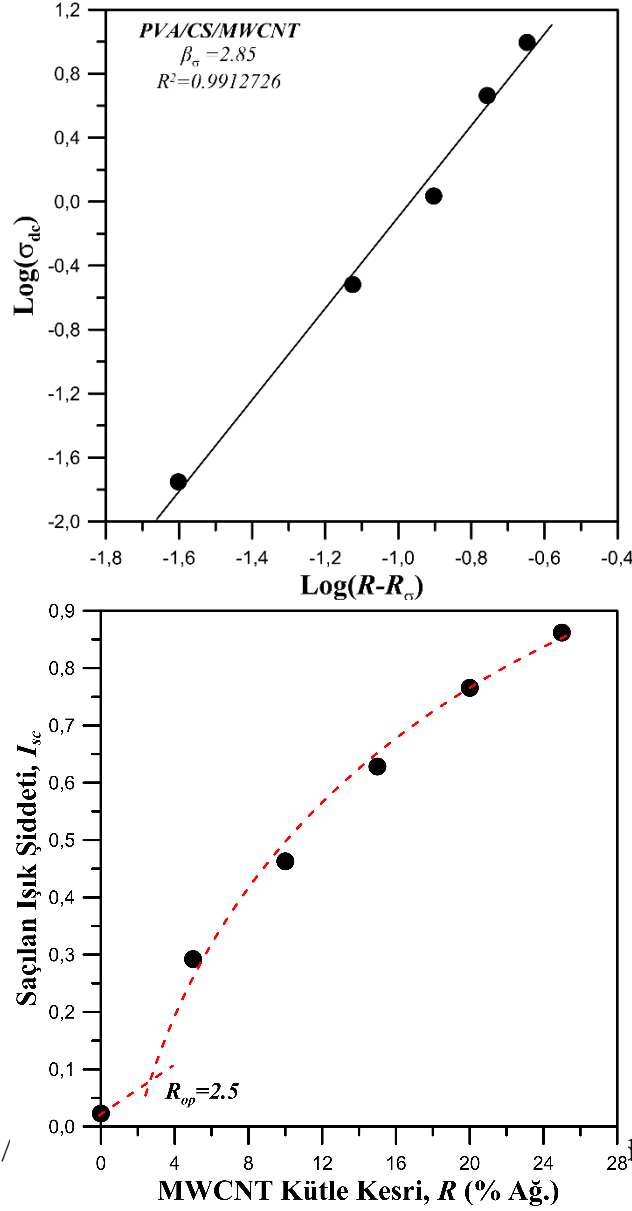 PVA/CS/MWCNT
βσ =2.85
R²=0.9912726
1,2
0,8
0,4
0,0
-0,4
-0,8
-1,2
-1,6
-2,0
Log(σdc)
-1,8 -1,6 -1,4 -1,2 -1,0 -0,8 -0,6 -0,4
Log(R-Rσ)
0,9
0,8
0,7
0,6
0,5
0,4
0,3
0,2
0,1
0,0
Saçılan Işık Şiddeti, Isc
Rop=2.5
/
0 4 8 12 16 20 24 28
MWCNT Kütle Kesri, R (% Ağ.)